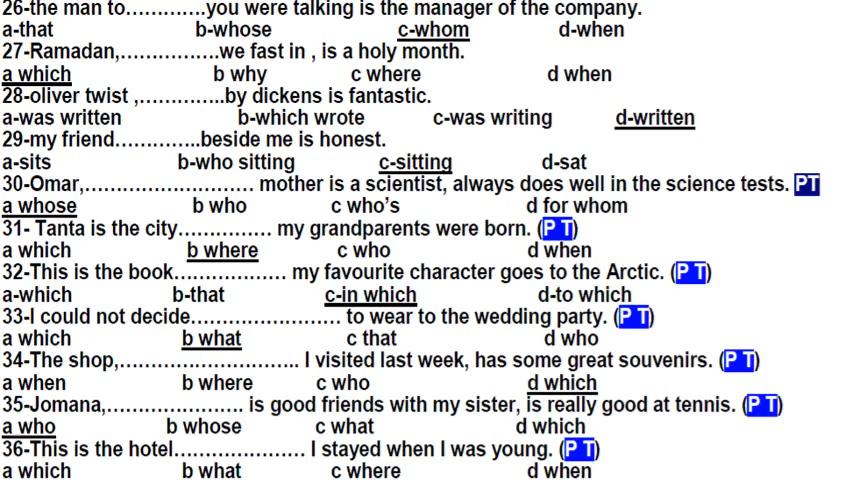 26-the man to………….you were talking is the manager of the company.
a-that b-whose c-whom d-when
27-Ramadan,…………….we fast in , is a holy month.
a which b why c where d when
28-oliver twist ,…………..by dickens is fantastic.
a-was written b-which wrote c-was writing d-written
29-my friend…………..beside me is honest.
a-sits b-who sitting c-sitting d-sat
30-Omar,………………………. mother is a scientist, always does well in the science tests. PT
a whose b who c who's d for whom
31- Tanta is the city…………… my grandparents were born. (P T)
a which b where c who d when
32-This is the book……………… my favourite character goes to the Arctic. (P T)
a-which b-that c-in which d-to which
33-I could not decide…………………… to wear to the wedding party. (P T)
a which b what c that d who
34-The shop,……………………….. I visited last week, has some great souvenirs. (P T)
a when b where c who d which
35-Jomana,…………………. is good friends with my sister, is really good at tennis. (P T)
a who b whose c what d which
36-This is the hotel………………… I stayed when I was young. (P T)
a which b what c where d when